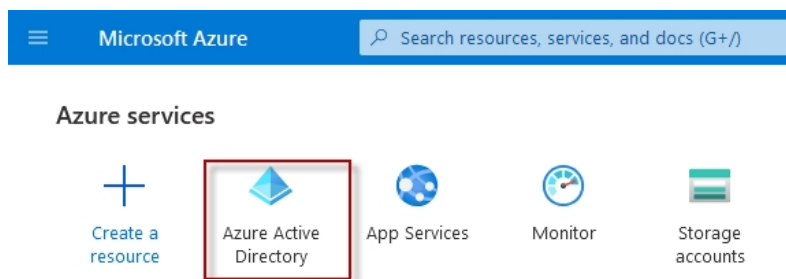 Microsoft Azure
Search resources, services, and docs (G+/)
Azure services
Create a
resource
Azure Active
Directory
App Services
Monitor
Storage
accounts